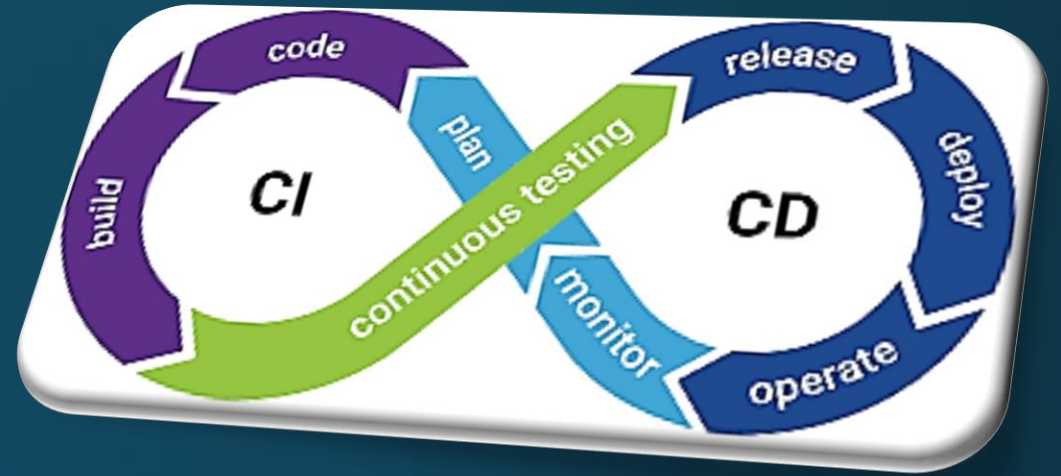 code
release
plan
continuous testing
deploy
build
CI
CD
monitor
operate